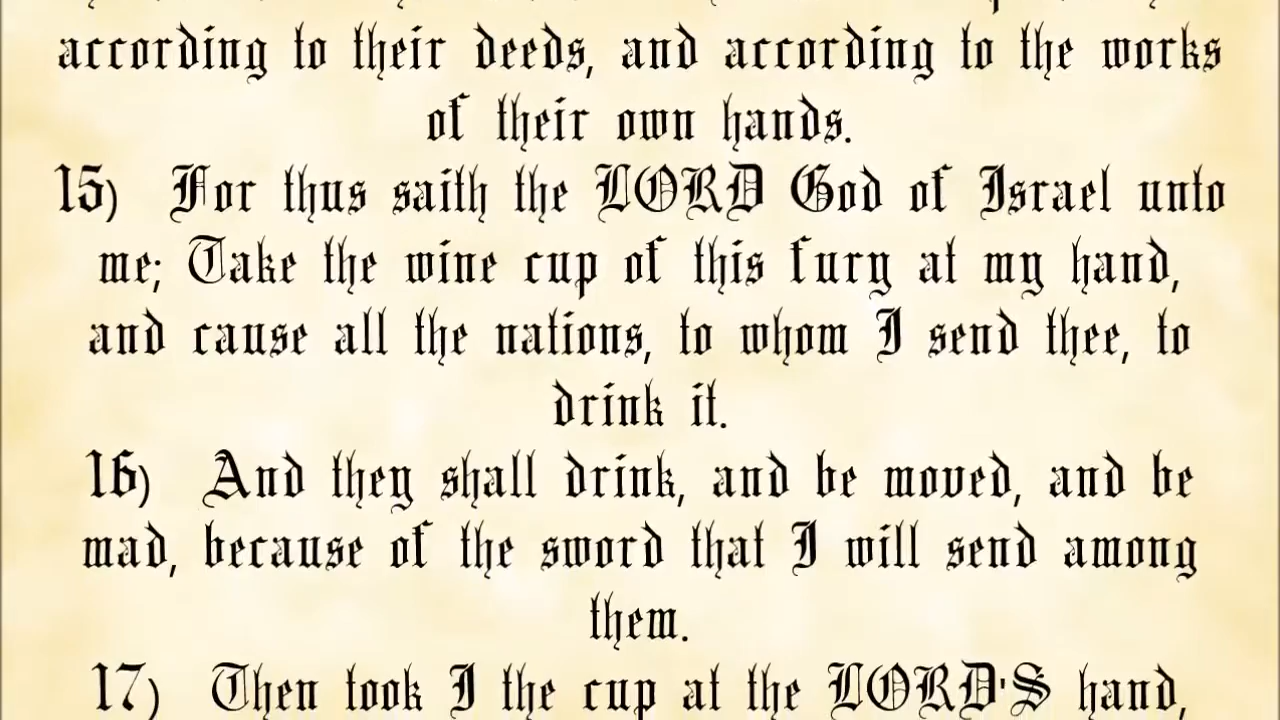 according to their deeds, and according to the works
of their own hands.
15) For thus saith the LORD God of Israel unto
me; Take the wine cup of this fury at my hand,
and cause all the nations, to whom I send thee, to
drink it.
16) And they shall drink, and be moved, and be
mad, because of the sword that I will send among
them.
17) Then took I the cup at the LORD'S hand,